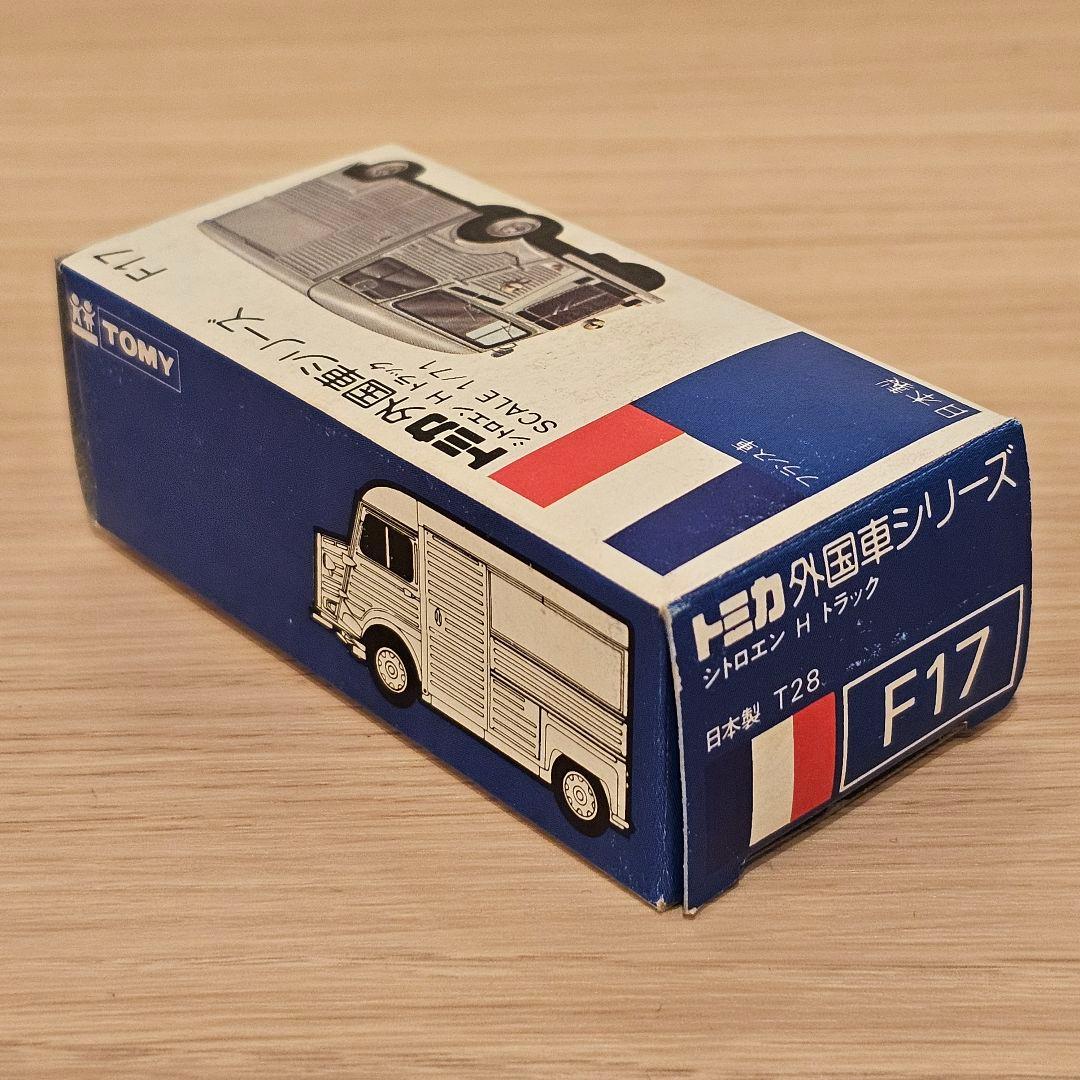 F17
トミカ外国車シリーズ
シトロエン H トラック
SCALE 1/71
フランス車
日本製
TOMY
トミカ外国車シリーズ
シトロエン H トラック
日本製 T28
F17